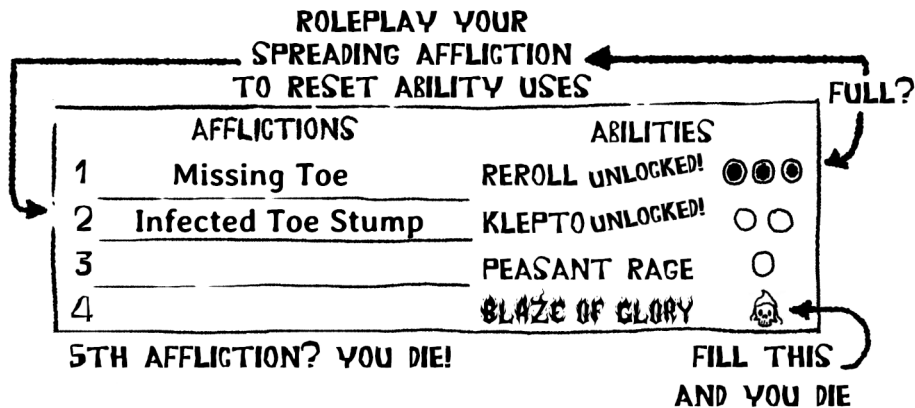 ROLEPLAY YOUR
SPREADING AFFLICTION
TO RESET ABILITY USES
FULL?
AFFLICTIONS ABILITIES
1 Missing Toe REROLL UNLOCKED!
2 Infected Toe Stump KLEPTO UNLOCKED!
3 PEASANT RAGE
4 BLAZE OF GLORY
5TH AFFLICTION? YOU DIE!
FILL THIS
AND YOU DIE